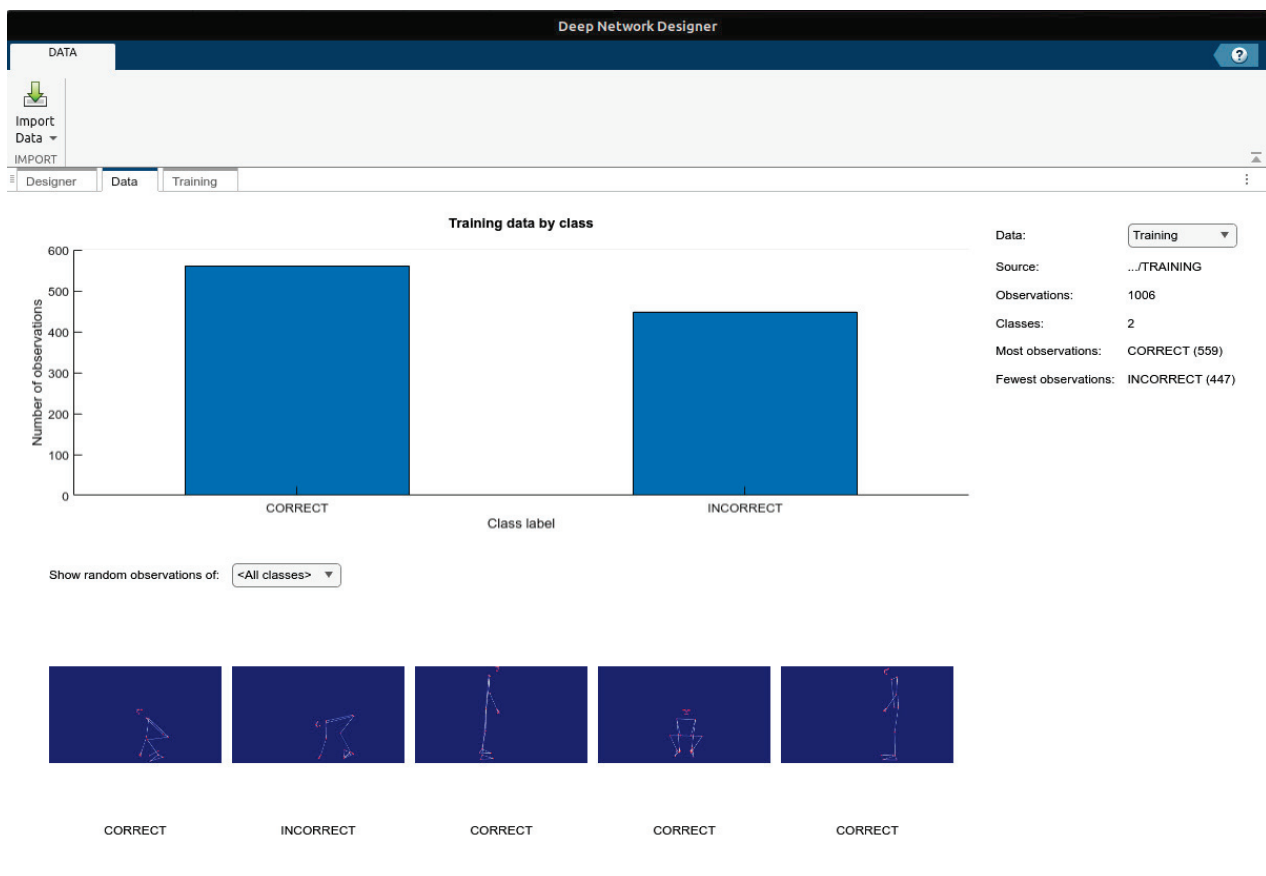 Deep Network Designer
DATA
?
Import
Data
IMPORT
Designer Data Training
Training data by class
600
500
400
300
200
100
0
Number of observations
CORRECT INCORRECT
Class label
Data: Training
Source: .../TRAINING
Observations: 1006
Classes: 2
Most observations: CORRECT (559)
Fewest observations: INCORRECT (447)
Show random observations of: <All classes>
CORRECT INCORRECT CORRECT CORRECT CORRECT